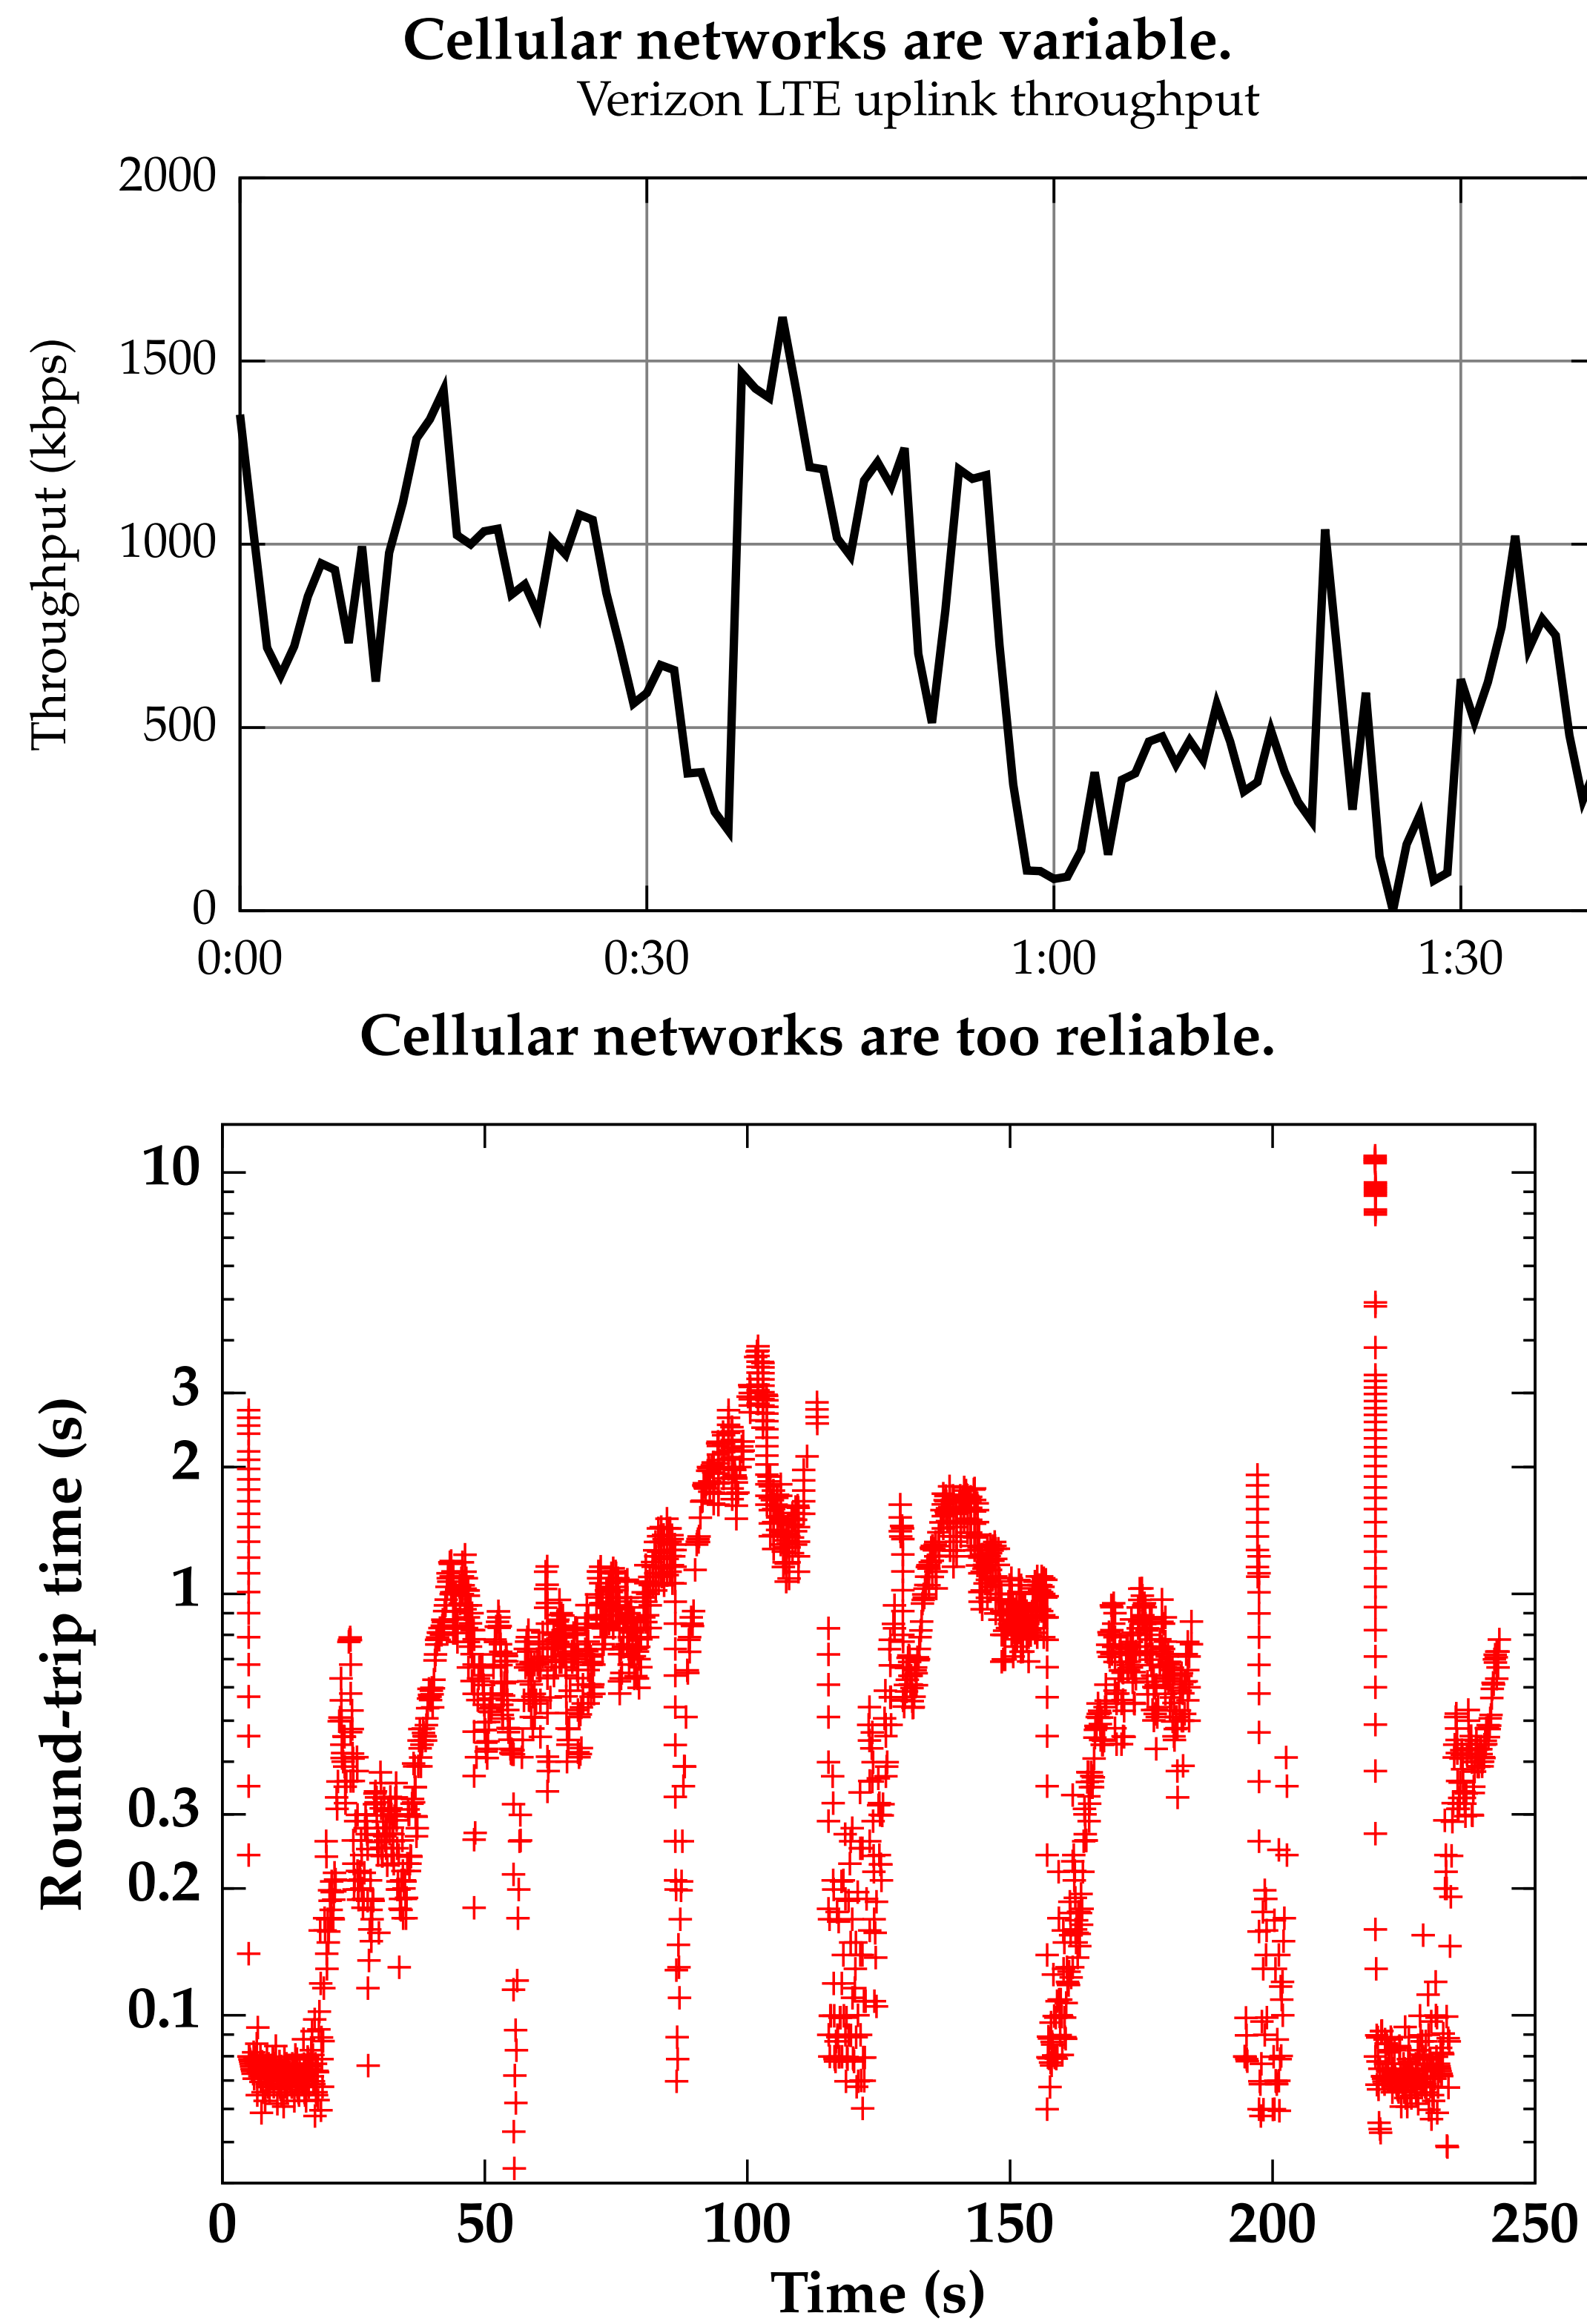 Cellular networks are variable.
Verizon LTE uplink throughput
Throughput (kbps)
2000
1500
1000
500
0
0:00 0:30 1:00 1:30
Cellular networks are too reliable.
Round-trip time (s)
10
3
2
1
0.3
0.2
0.1
0 50 100 150 200 250
Time (s)